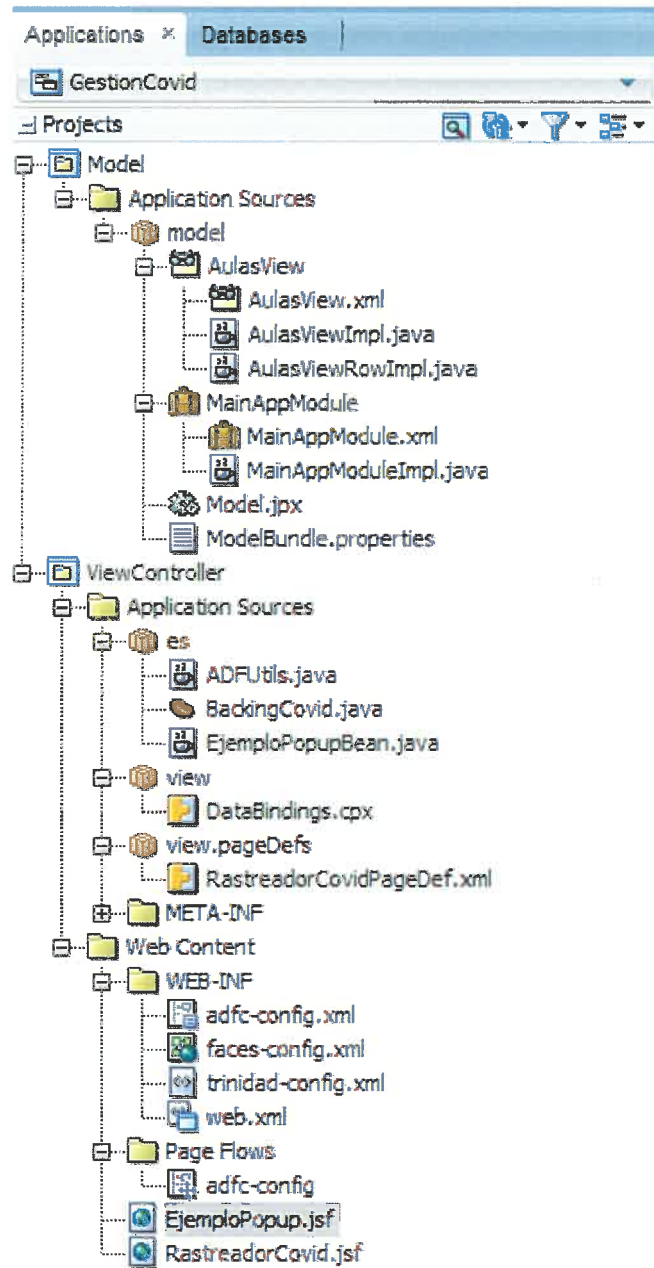 Applications × Databases
GestionCovid
Projects
Model
Application Sources
model
AulasView
AulasView.xml
AulasViewImpl.java
AulasViewRowImpl.java
MainAppModule
MainAppModule.xml
MainAppModuleImpl.java
Model.jpx
ModelBundle.properties
ViewController
Application Sources
es
ADFUtils.java
BackingCovid.java
EjemploPopupBean.java
view
DataBindings.cpx
view.pageDefs
RastreadorCovidPageDef.xml
META-INF
Web Content
WEB-INF
adfc-config.xml
faces-config.xml
trinidad-config.xml
web.xml
Page Flows
adfc-config
EjemploPopup.jsf
RastreadorCovid.jsf